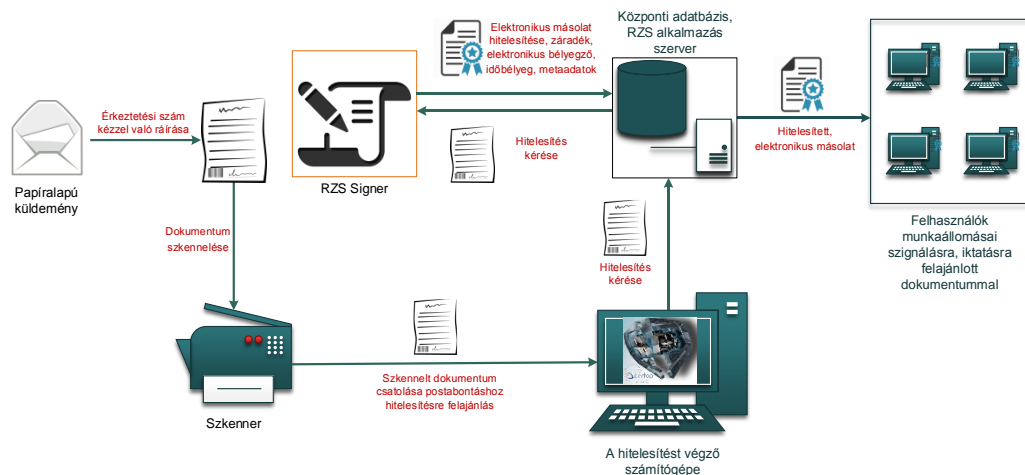 Papíralapú
küldemény
Érkeztetési szám
kézzel való ráírása
RZS Signer
Elektronikus másolat
hitelesítése, záradék,
elektronikus bélyegző,
időbélyeg, metaadatok
Hitelesítés
kérése
Központi adatbázis,
RZS alkalmazás
szerver
Hitelesített,
elektronikus másolat
Felhasználók
munkaállomásai
szignálásra, iktatásra
felajánlott
dokumentummal
Dokumentum
szkennelése
Szkenner
Szkennelt dokumentum
csatolása postabontáshoz
hitelesítésre felajánlás
Hitelesítés
kérése
A hitelesítést végző
számítógépe